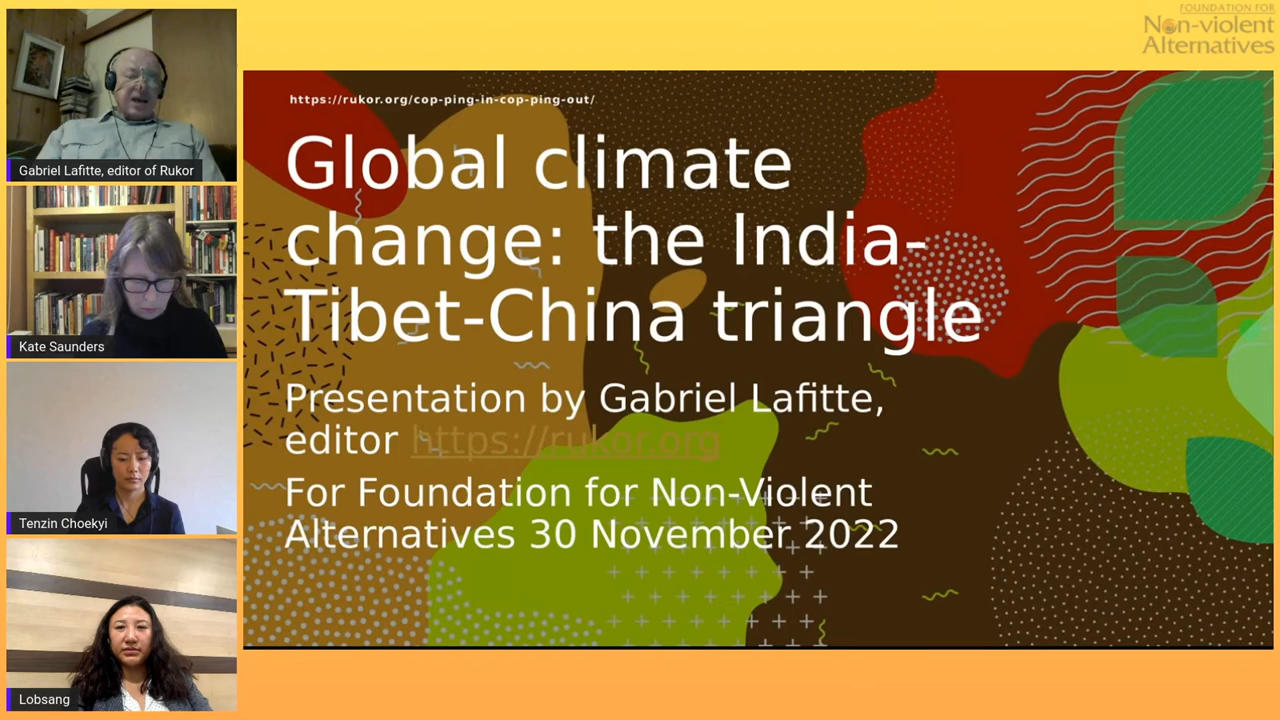 FOUNDATION FOR
Non-violent
Alternatives
https://rukor.org/cop-ping-in-cop-ping-out/
Global climate
change: the India-
Tibet-China triangle
Presentation by Gabriel Lafitte,
editor https://rukor.org
For Foundation for Non-Violent
Alternatives 30 November 2022
Gabriel Lafitte, editor of Rukor
Kate Saunders
Tenzin Choekyi
Lobsang